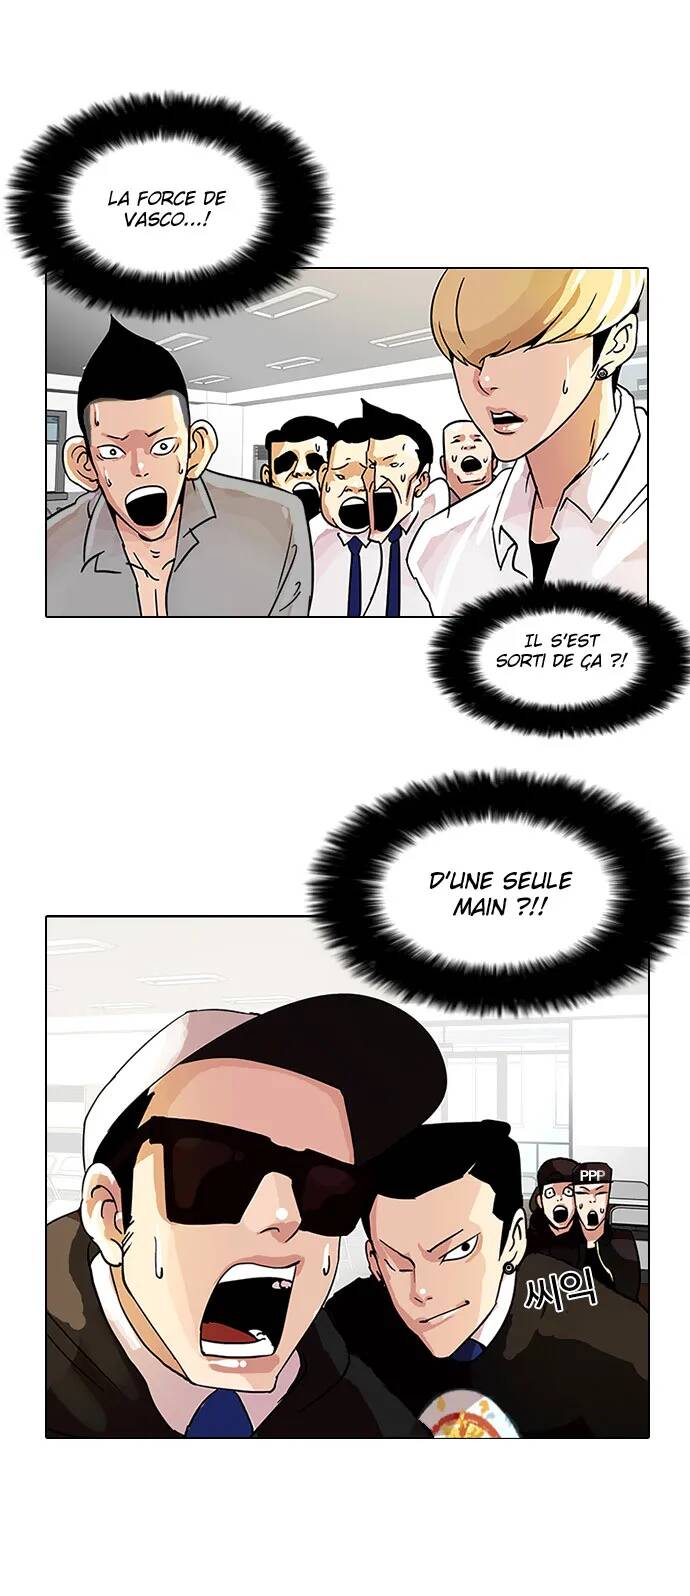 LA FORCE DE
VASCO...!
IL S'EST
SORTI DE ÇA ?!
D'UNE SEULE
MAIN ?!!
PPP
씨익